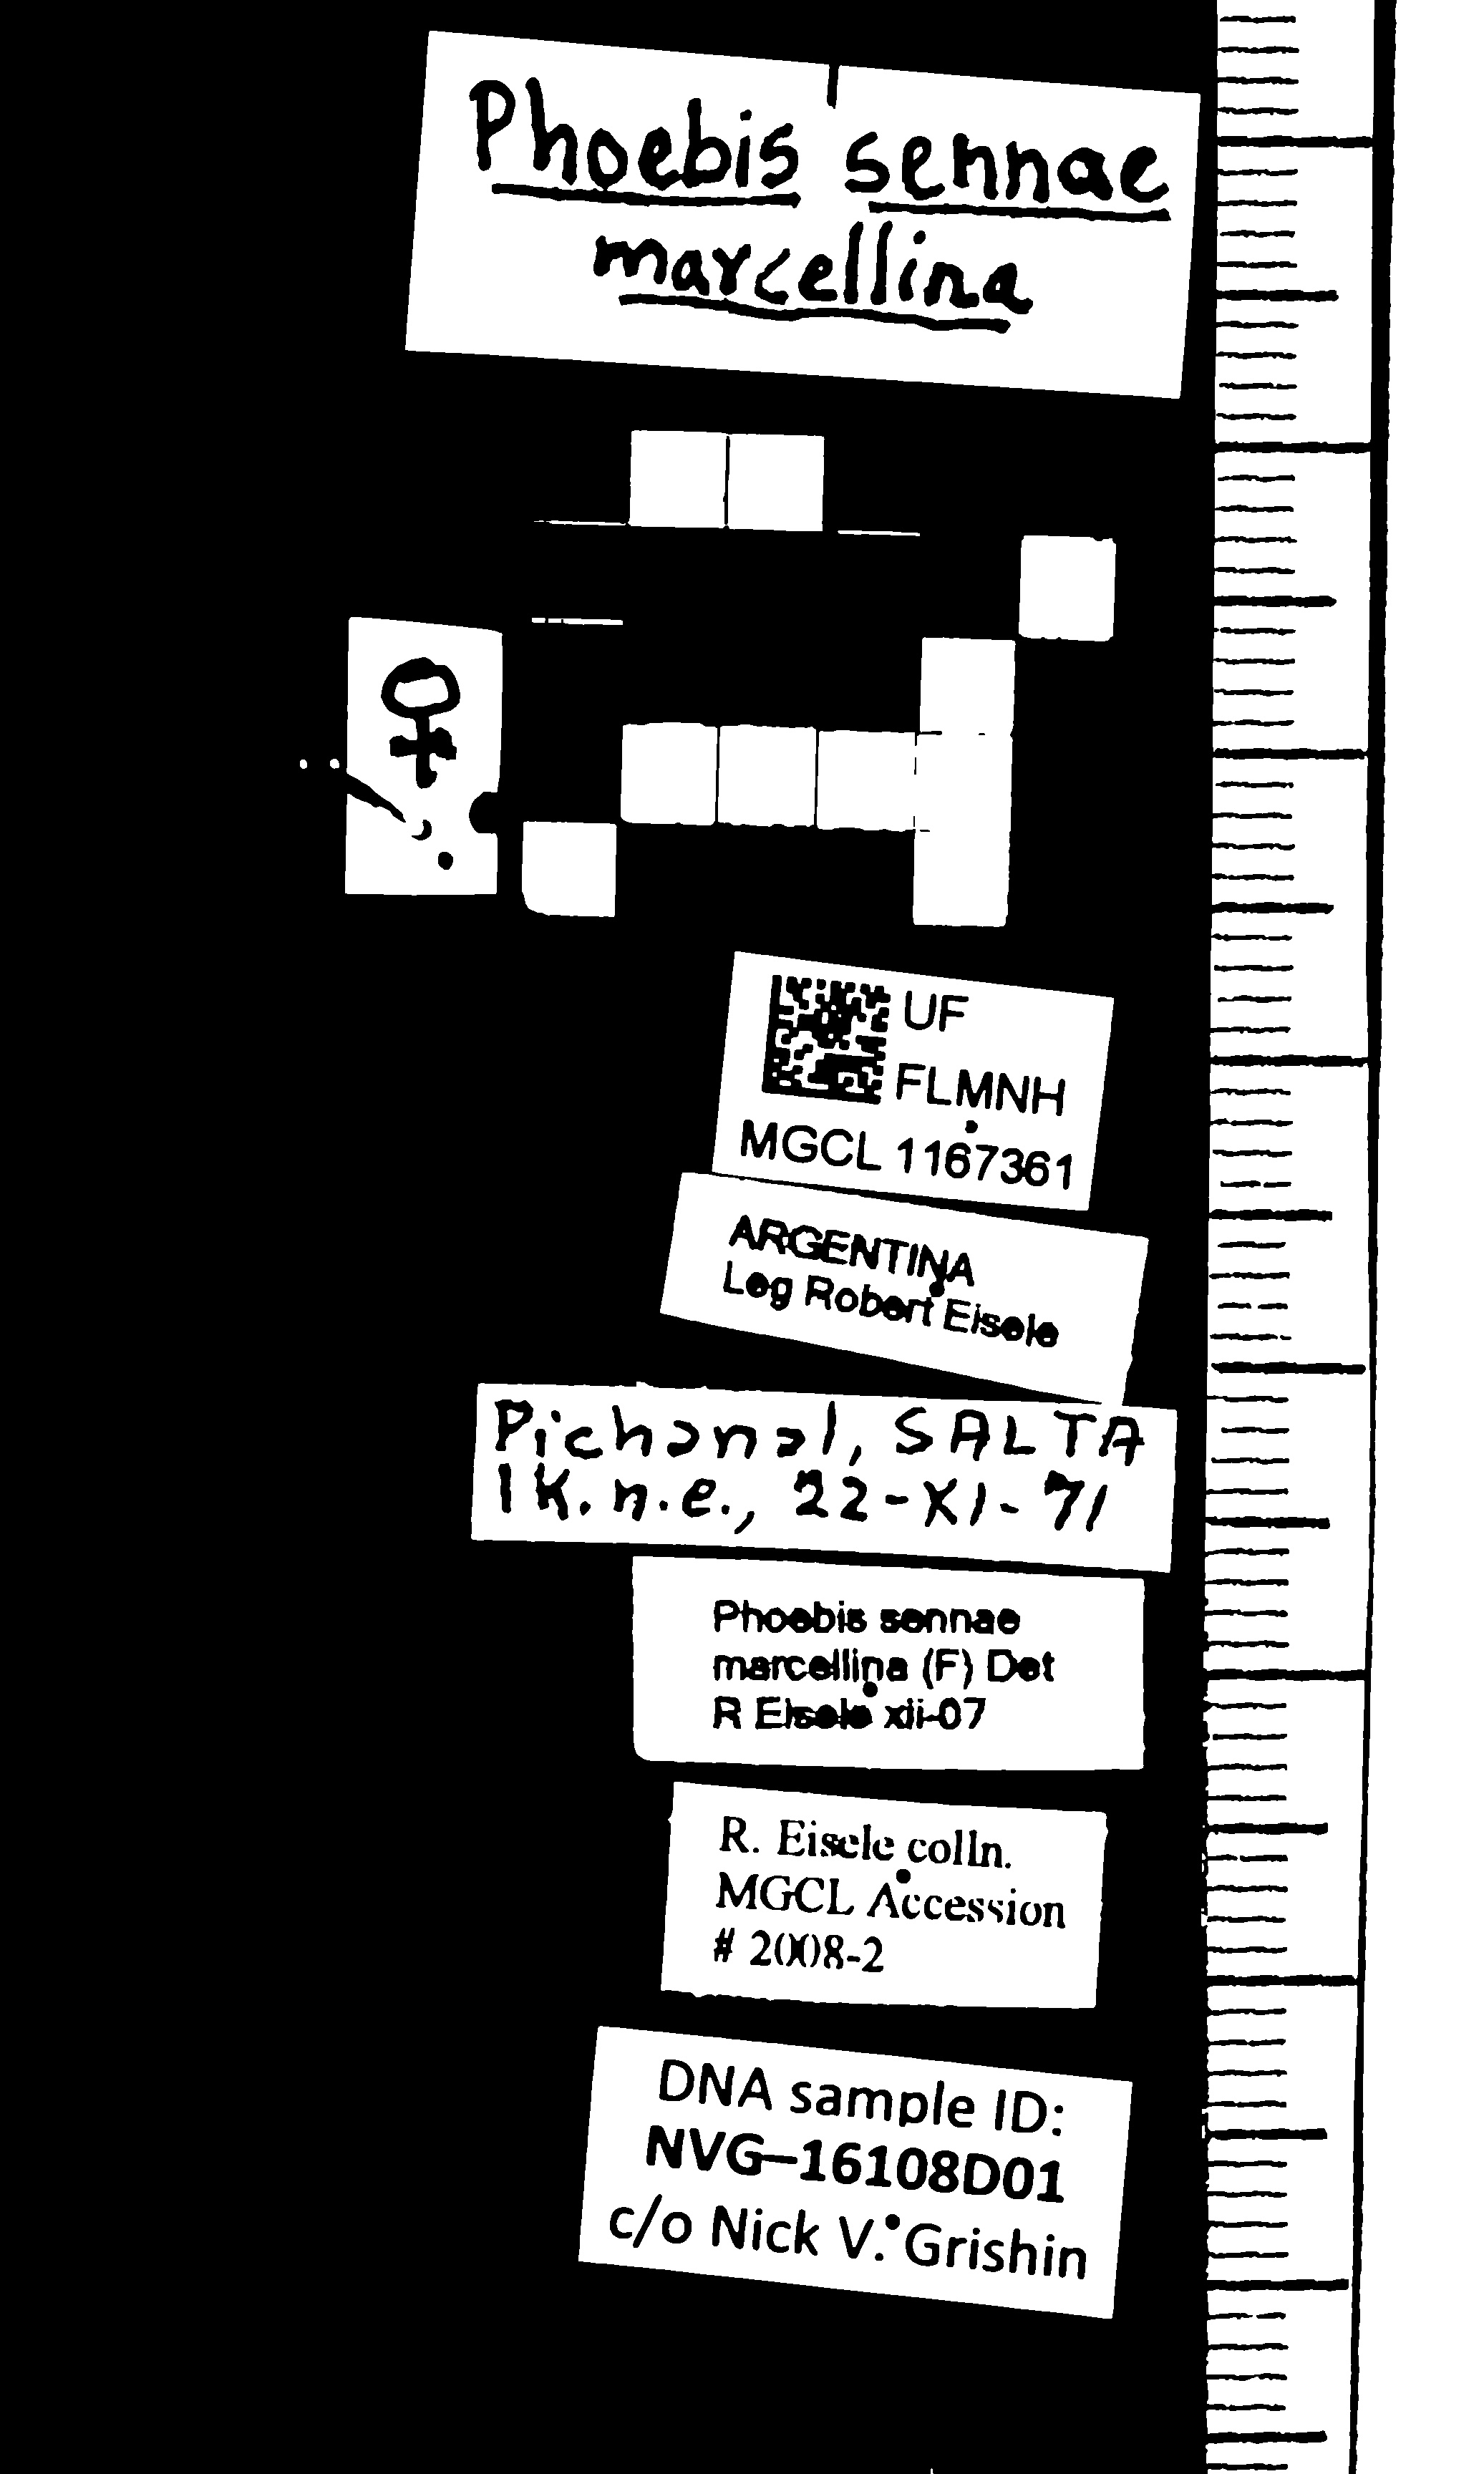 Phoebis sennae
marcellina
♀
UF
FLMNH
MGCL 1167361
ARGENTINA
Leg Robert Eisele
Pichanal, SALTA
1K.n.e., 22-XI-71
Phoebis sennae
marcellina (F) Det
R Eisele xii-07
R. Eisele colln.
MGCL Accession
# 2008-2
DNA sample ID:
NVG-16108D01
c/o Nick V. Grishin